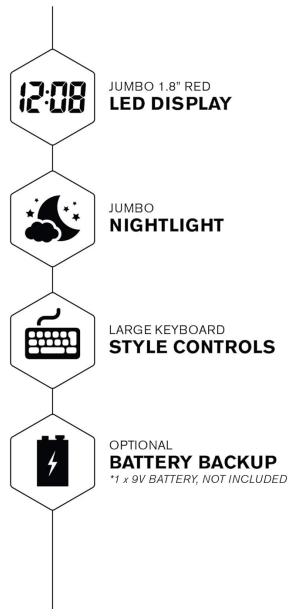 12:08
JUMBO 1.8" RED
LED DISPLAY
JUMBO
NIGHTLIGHT
LARGE KEYBOARD
STYLE CONTROLS
OPTIONAL
BATTERY BACKUP
*1 x 9V BATTERY, NOT INCLUDED